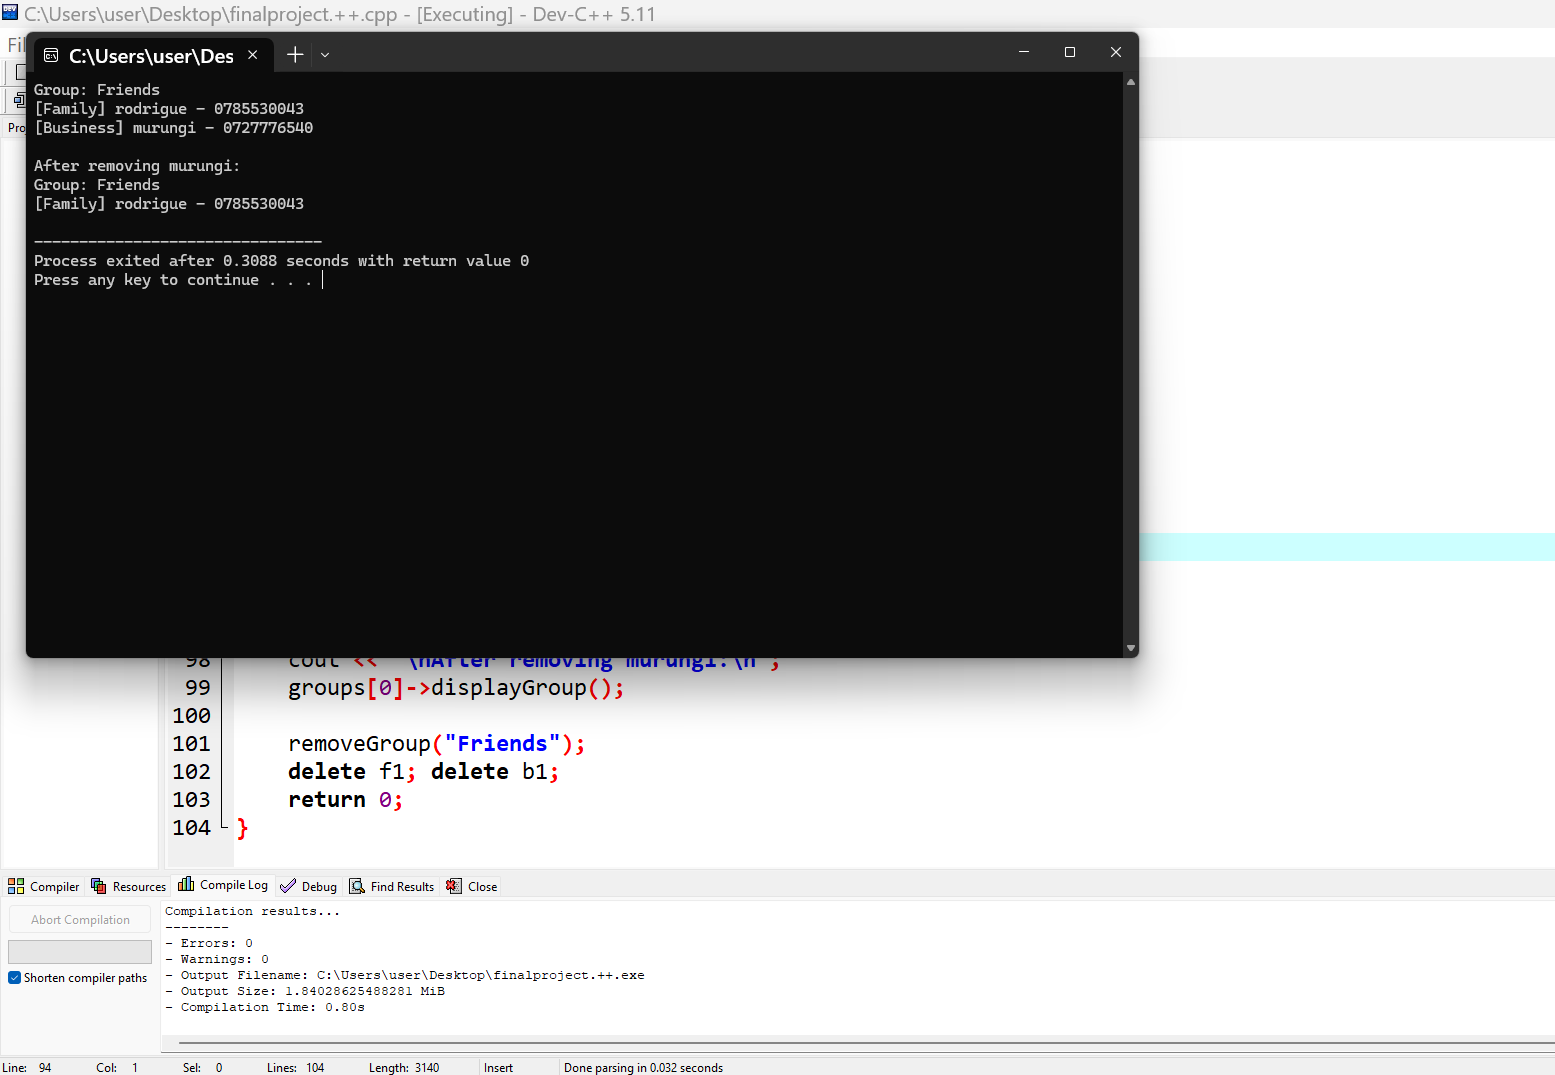 C:\Users\user\Desktop\finalproject.++.cpp - [Executing] - Dev-C++ 5.11
C:\Users\user\Des
Group: Friends
[Family] rodrigue - 0785530043
[Business] murungi - 0727776540
After removing murungi:
Group: Friends
[Family] rodrigue - 0785530043
--------------------------------
Process exited after 0.3088 seconds with return value 0
Press any key to continue . . .
98 cout << "\nAfter removing murungi:\n";
99 groups[0]->displayGroup();
100
101 removeGroup("Friends");
102 delete f1; delete b1;
103 return 0;
104 }
Compiler Resources Compile Log Debug Find Results Close
Abort Compilation
Shorten compiler paths
Compilation results...
--------
- Errors: 0
- Warnings: 0
- Output Filename: C:\Users\user\Desktop\finalproject.++.exe
- Output Size: 1.84028625488281 MiB
- Compilation Time: 0.80s
Line: 94 Col: 1 Sel: 0 Lines: 104 Length: 3140 Insert Done parsing in 0.032 seconds